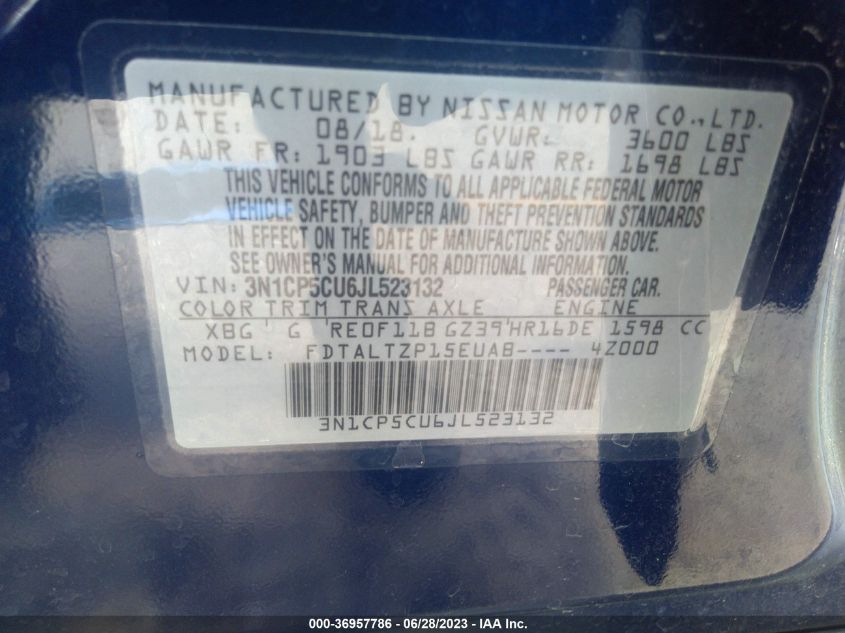 MANUFACTURED BY NISSAN MOTOR CO.,LTD.
DATE: 08/18. GVWR: 3600 LBS
GAWR FR: 1903 LBS GAWR RR: 1698 LBS
THIS VEHICLE CONFORMS TO ALL APPLICABLE FEDERAL MOTOR
VEHICLE SAFETY, BUMPER AND THEFT PREVENTION STANDARDS
IN EFFECT ON THE DATE OF MANUFACTURE SHOWN ABOVE.
SEE OWNER'S MANUAL FOR ADDITIONAL INFORMATION.
VIN: 3N1CP5CU6JL523132 PASSENGER CAR.
COLOR TRIM TRANS AXLE ENGINE
XBG ' G 'RE0F11B GZ39'HR16DE 1598 CC
MODEL: FDTALTZP15EUAB---- 4Z000
3N1CP5CU6JL523132
000-36957786 - 06/28/2023 - IAA Inc.